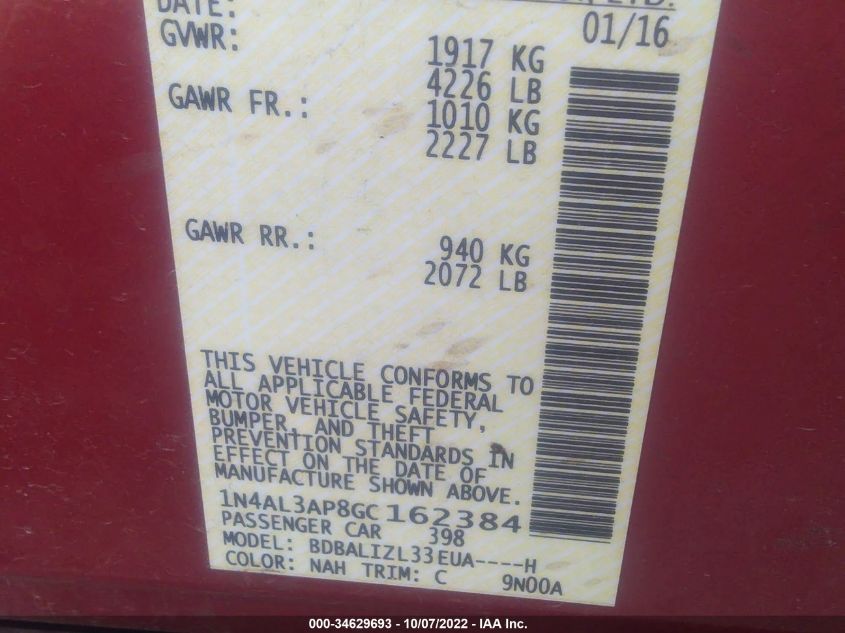 DATE: 01/16
GVWR: 1917 KG
4226 LB
GAWR FR.: 1010 KG
2227 LB
GAWR RR.: 940 KG
2072 LB
THIS VEHICLE CONFORMS TO
ALL APPLICABLE FEDERAL
MOTOR VEHICLE SAFETY,
BUMPER, AND THEFT
PREVENTION STANDARDS IN
EFFECT ON THE DATE OF
MANUFACTURE SHOWN ABOVE.
1N4AL3AP8GC162384
PASSENGER CAR 398
MODEL: BDBALIZL33EUA----H
COLOR: NAH TRIM: C 9N00A
000-34629693 - 10/07/2022 - IAA Inc.